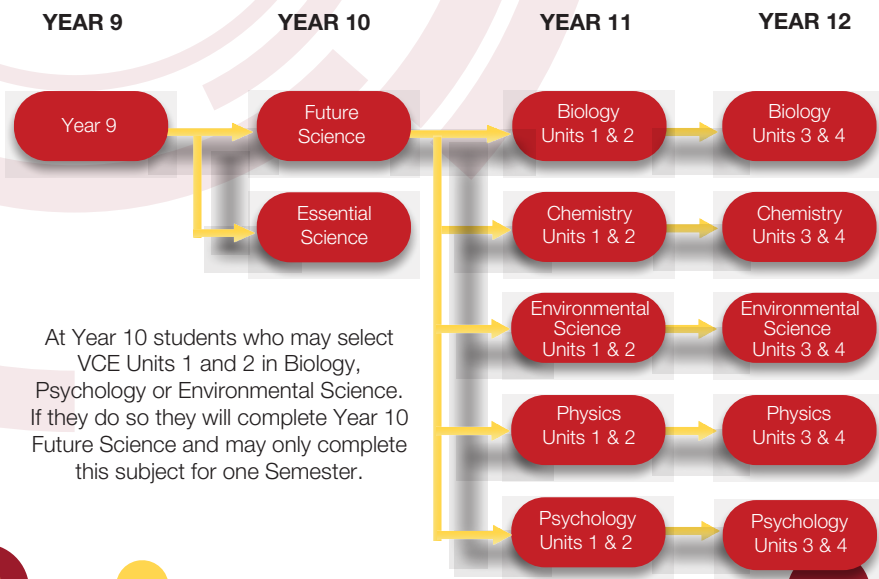 YEAR 9
YEAR 10
YEAR 11
YEAR 12
Year 9
Future
Science
Essential
Science
Biology
Units 1 & 2
Biology
Units 3 & 4
Chemistry
Units 1 & 2
Chemistry
Units 3 & 4
Environmental
Science
Units 1 & 2
Environmental
Science
Units 3 & 4
Physics
Units 1 & 2
Physics
Units 3 & 4
Psychology
Units 1 & 2
Psychology
Units 3 & 4
At Year 10 students who may select
VCE Units 1 and 2 in Biology,
Psychology or Environmental Science.
If they do so they will complete Year 10
Future Science and may only complete
this subject for one Semester.